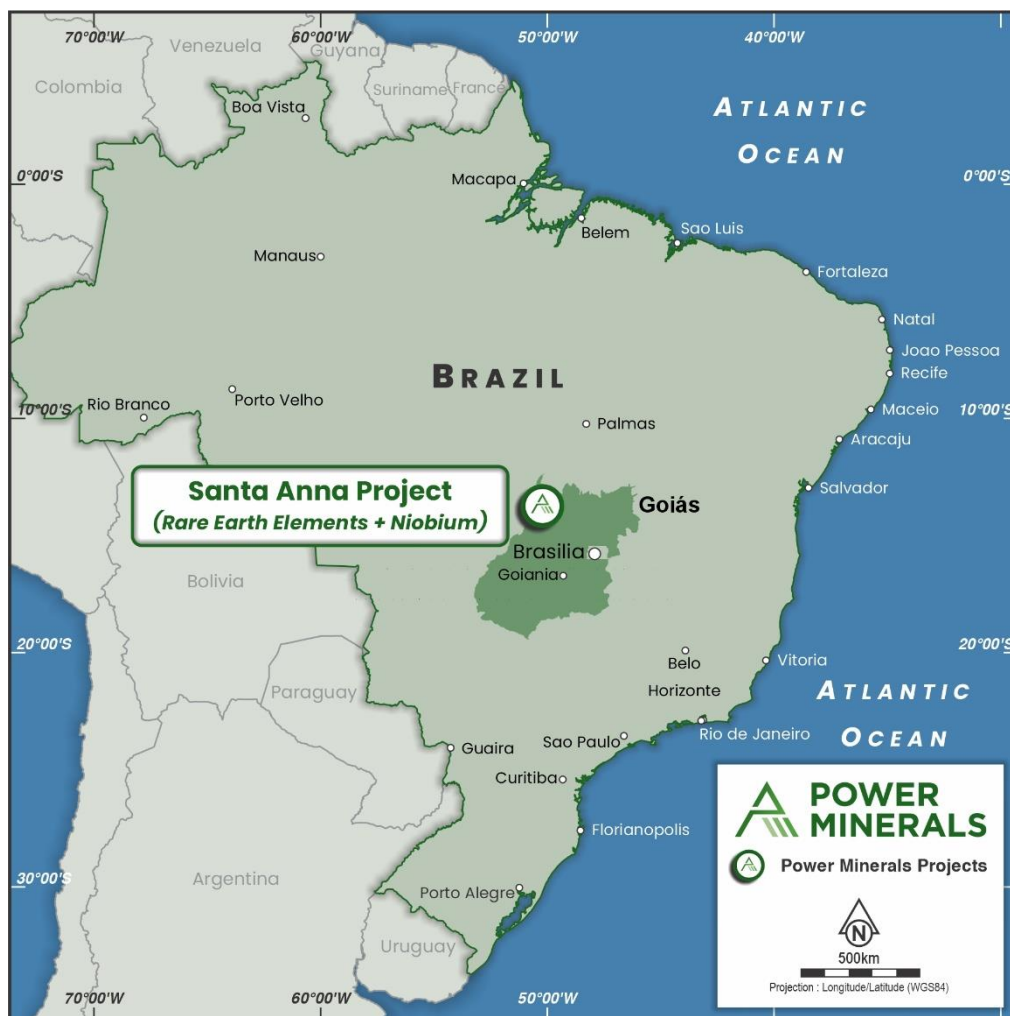 70°00'W 60°00'W 50°00'W 40°00'W
Venezuela
Guyana
Colombia
Suriname
France
Boa Vista
ATLANTIC
OCEAN
0°00'S
0°00'S
Macapa
Belem
Sao Luis
Manaus
Fortaleza
Natal
Joao Pessoa
BRAZIL
Recife
Rio Branco
Porto Velho
10°00'S
Maceio
10°00'S
Palmas
Aracaju
Santa Anna Project
(Rare Earth Elements + Niobium)
Salvador
Goiás
Brasilia
Goiania
Bolivia
20°00'S
20°00'S
Belo
Horizonte
Vitoria
Paraguay
ATLANTIC
OCEAN
Guaira
Sao Paulo
Rio de Janeiro
Curitiba
Florianopolis
Argentina
30°00'S
Porto Alegre
Uruguay
POWER
MINERALS
Power Minerals Projects
N
500km
Projection : Longitude/Latitude (WGS84)
70°00'W 60°00'W 50°00'W